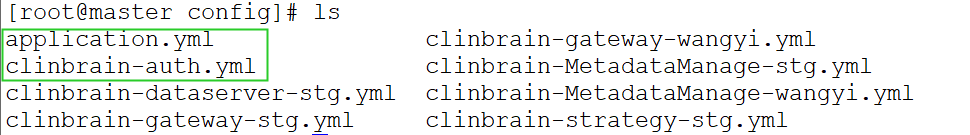 [root@master config]# ls
application.yml clinbrain-gateway-wangyi.yml
clinbrain-auth.yml clinbrain-MetadataManage-stg.yml
clinbrain-dataserver-stg.yml clinbrain-MetadataManage-wangyi.yml
clinbrain-gateway-stg.yml clinbrain-strategy-stg.yml